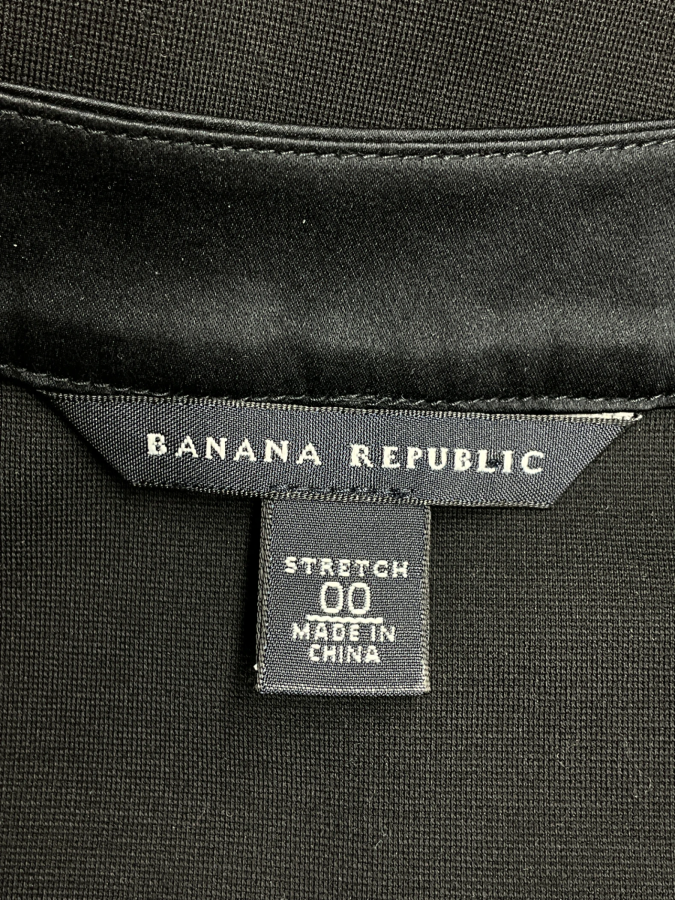 BANANA REPUBLIC
STRETCH
00
MADE IN
CHINA